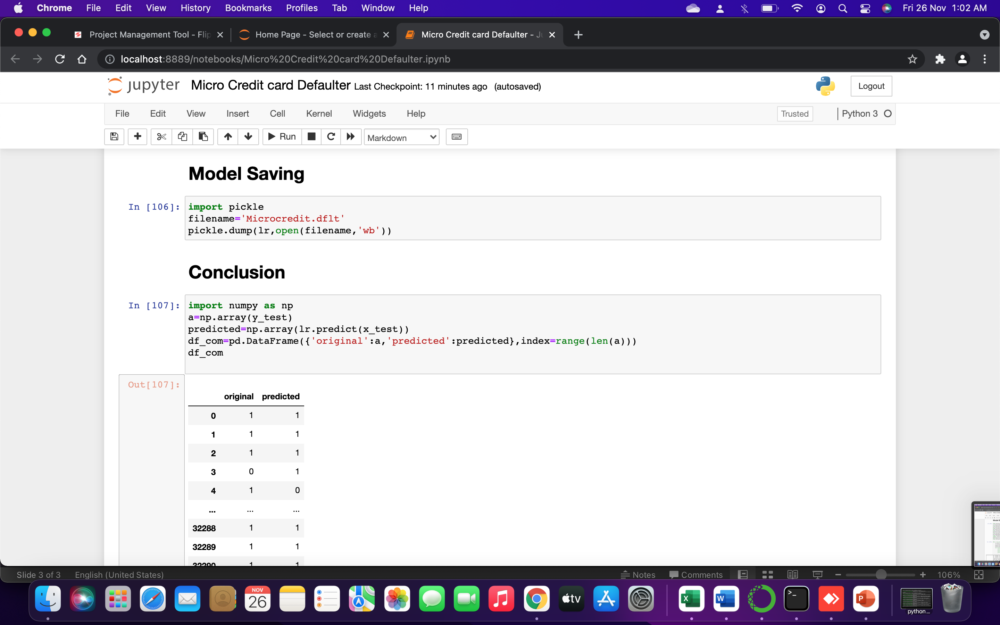 Chrome File Edit View History Bookmarks Profiles Tab Window Help Fri 26 Nov 1:02 AM
Project Management Tool - Flip Home Page - Select or create a Micro Credit card Defaulter - Ju
localhost:8889/notebooks/Micro%20Credit%20card%20Defaulter.ipynb
jupyter Micro Credit card Defaulter Last Checkpoint: 11 minutes ago (autosaved) Logout
File Edit View Insert Cell Kernel Widgets Help Trusted Python 3
Run Markdown
Model Saving
In [106]: import pickle
filename='Microcredit.dflt'
pickle.dump(lr,open(filename,'wb'))
Conclusion
In [107]: import numpy as np
a=np.array(y_test)
predicted=np.array(lr.predict(x_test))
df_com=pd.DataFrame({'original':a,'predicted':predicted},index=range(len(a)))
df_com
Out[107]:
original predicted
0 1 1
1 1 1
2 1 1
3 0 1
4 1 0
... ... ...
32288 1 1
32289 1 1
32290 1 1
Slide 3 of 3 English (United States) Notes Comments 106%
NOV
26
tv
X
W
>_
P
python ...